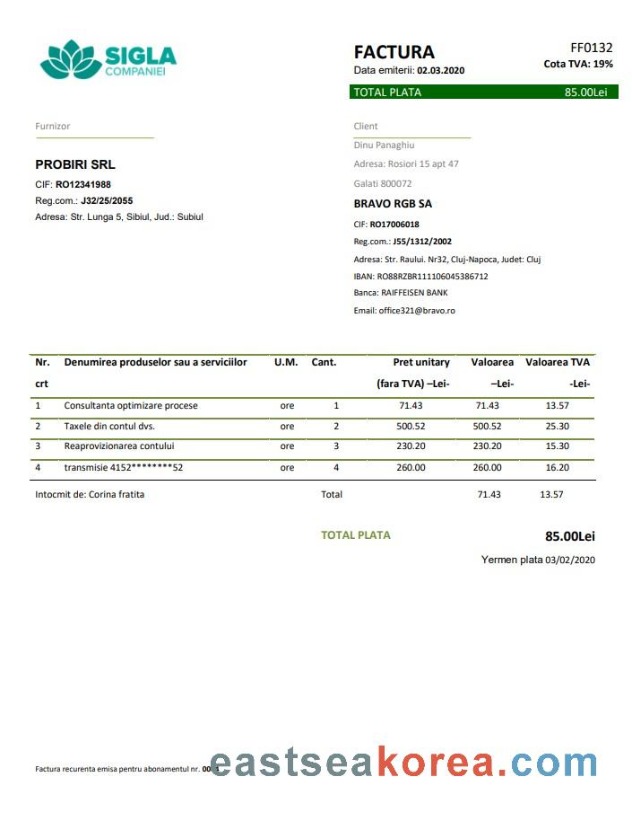 SIGLA
COMPANIEI
FACTURA
FF0132
Data emiterii: 02.03.2020
Cota TVA: 19%
TOTAL PLATA 85.00Lei
Furnizor
PROBIRI SRL
CIF: RO12341988
Reg.com.: J32/25/2055
Adresa: Str. Lunga 5, Sibiul, Jud.: Subiul
Client
Dinu Panaghiu
Adresa: Rosiori 15 apt 47
Galati 800072
BRAVO RGB SA
CIF: RO17006018
Reg.com.: J55/1312/2002
Adresa: Str. Raului. Nr32, Cluj-Napoca, Judet: Cluj
IBAN: RO88RZBR111106045386712
Banca: RAIFFEISEN BANK
Email: office321@bravo.ro
Nr. Denumirea produselor sau a serviciilor U.M. Cant. Pret unitary Valoarea Valoarea TVA
crt (fara TVA) –Lei- –Lei- -Lei-
1 Consultanta optimizare procese ore 1 71.43 71.43 13.57
2 Taxele din contul dvs. ore 2 500.52 500.52 25.30
3 Reaprovizionarea contului ore 3 230.20 230.20 15.30
4 transmisie 4152********52 ore 4 260.00 260.00 16.20
Intocmit de: Corina fratita Total 71.43 13.57
TOTAL PLATA 85.00Lei
Yermen plata 03/02/2020
Factura recurenta emisa pentru abonamentul nr.
eastseakorea.com